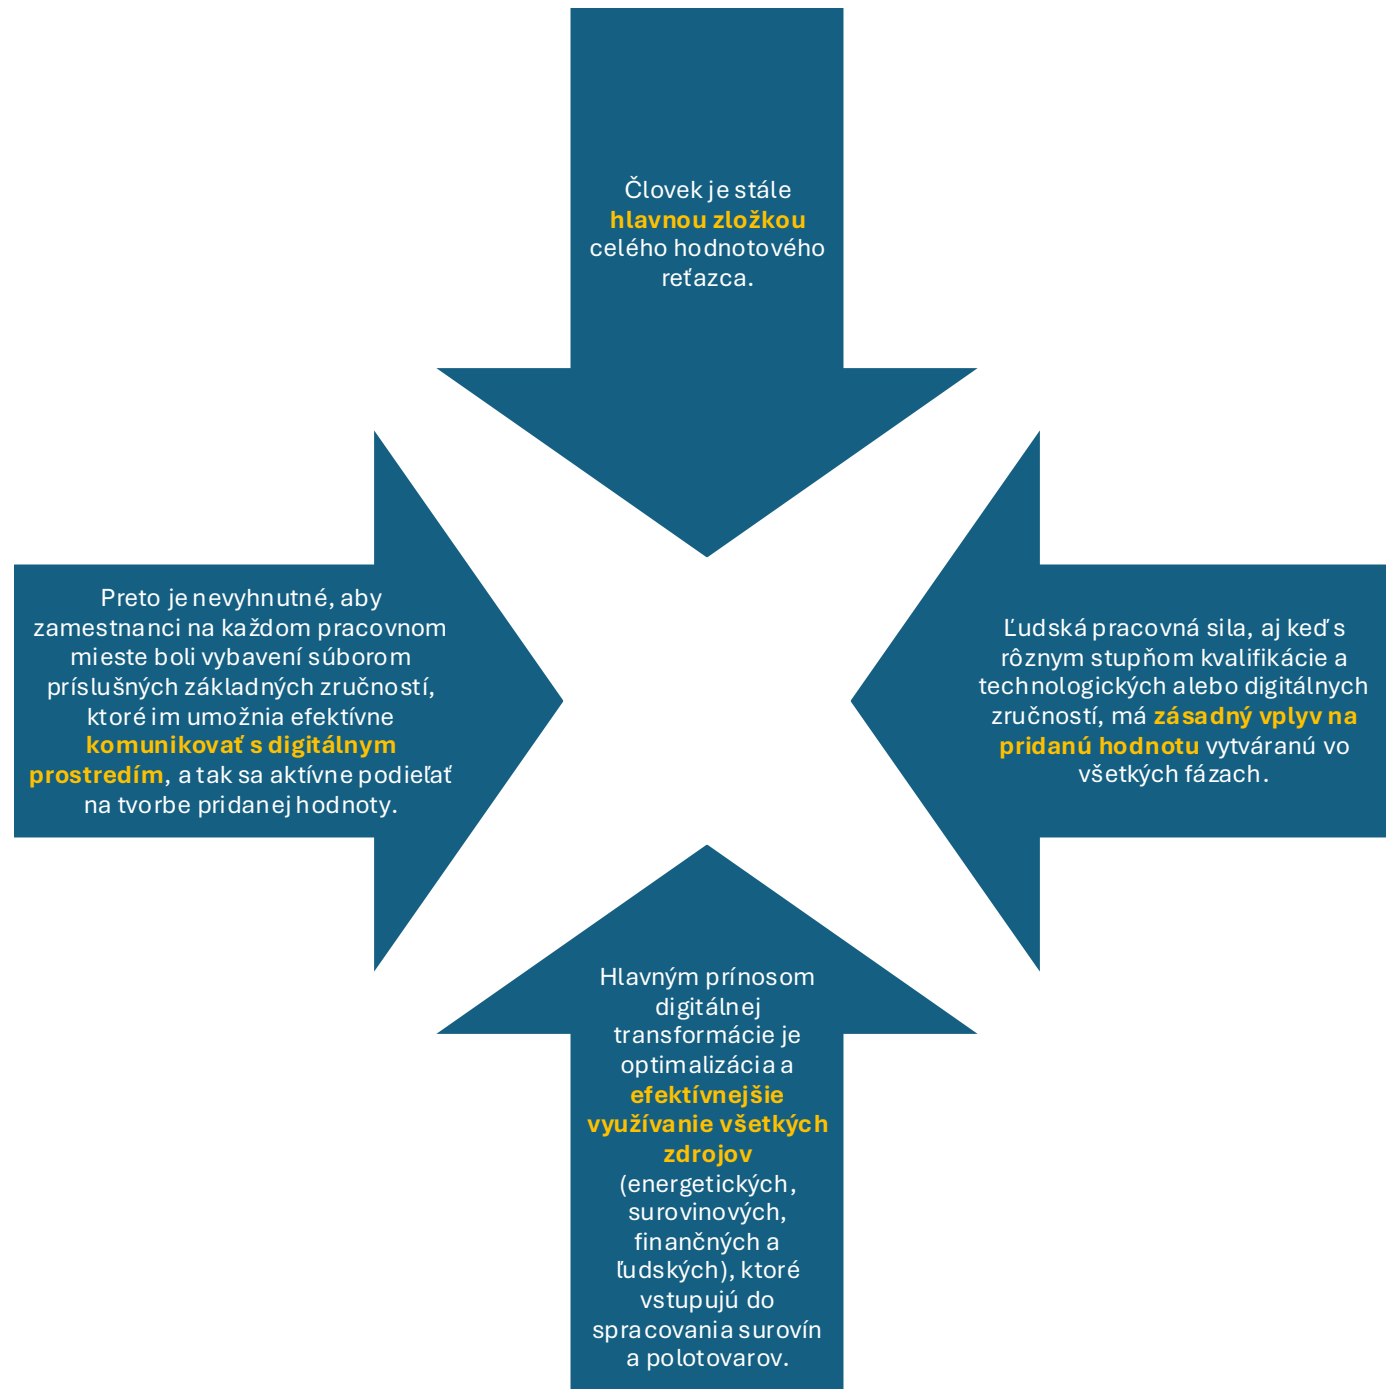 Človek je stále
hlavnou zložkou
celého hodnotového
reťazca.
Preto je nevyhnutné, aby
zamestnanci na každom pracovnom
mieste boli vybavení súborom
príslušných základných zručností,
ktoré im umožnia efektívne
komunikovať s digitálnym
prostredím, a tak sa aktívne podieľať
na tvorbe pridanej hodnoty.
Ľudská pracovná sila, aj keď s
rôznym stupňom kvalifikácie a
technologických alebo digitálnych
zručností, má zásadný vplyv na
pridanú hodnotu vytváranú vo
všetkých fázach.
Hlavným prínosom
digitálnej
transformácie je
optimalizácia a
efektívnejšie
využívanie všetkých
zdrojov
(energetických,
surovinových,
finančných a
ľudských), ktoré
vstupujú do
spracovania surovín
a polotovarov.